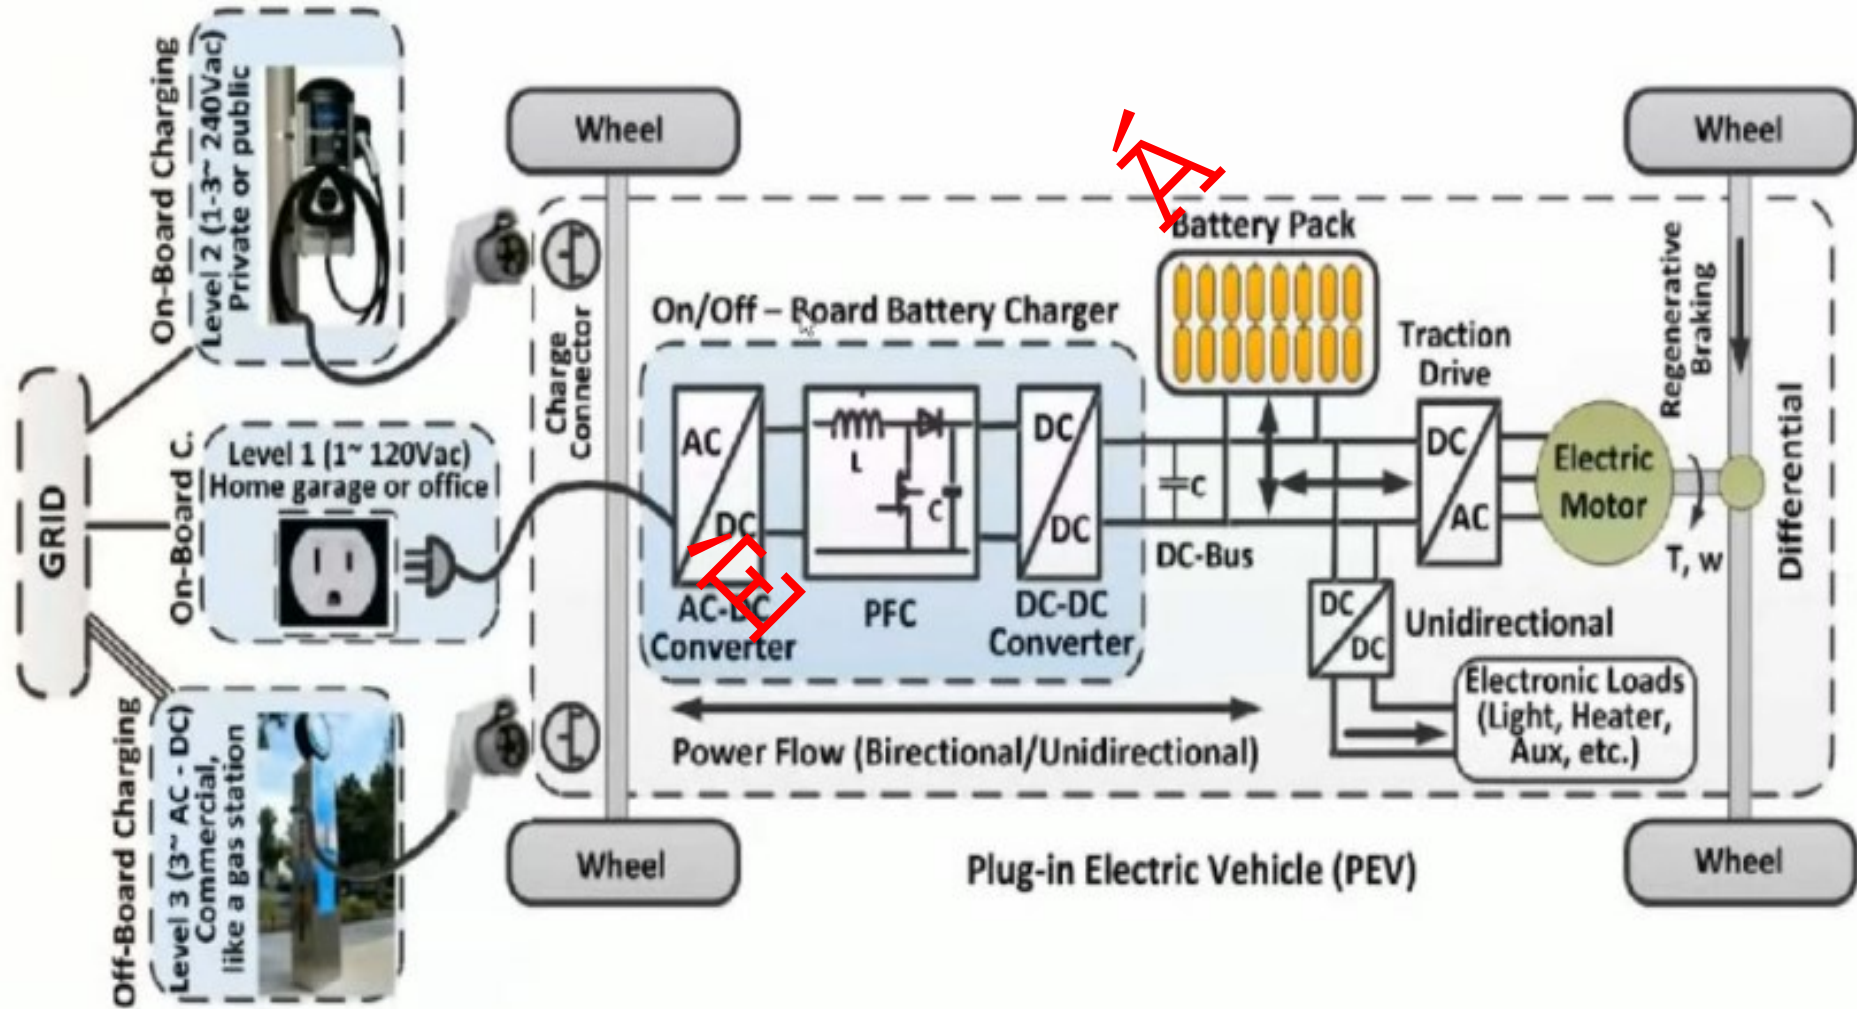 On-Board Charging
Level 2 (1-3~ 240Vac)
Private or public
Wheel
Wheel
'A
Battery Pack
On/Off – Board Battery Charger
Charge
Connector
Traction
Drive
Regenerative
Braking
Differential
GRID
On-Board C.
Level 1 (1~ 120Vac)
Home garage or office
AC
DC
L
C
DC
DC
C
DC-Bus
DC
AC
Electric
Motor
T, w
'E
AC-DC
Converter
PFC
DC-DC
Converter
DC
DC
Unidirectional
Electronic Loads
(Light, Heater,
Aux, etc.)
Power Flow (Birectional/Unidirectional)
Off-Board Charging
Level 3 (3~ AC - DC)
Commercial,
like a gas station
Wheel
Wheel
Plug-in Electric Vehicle (PEV)